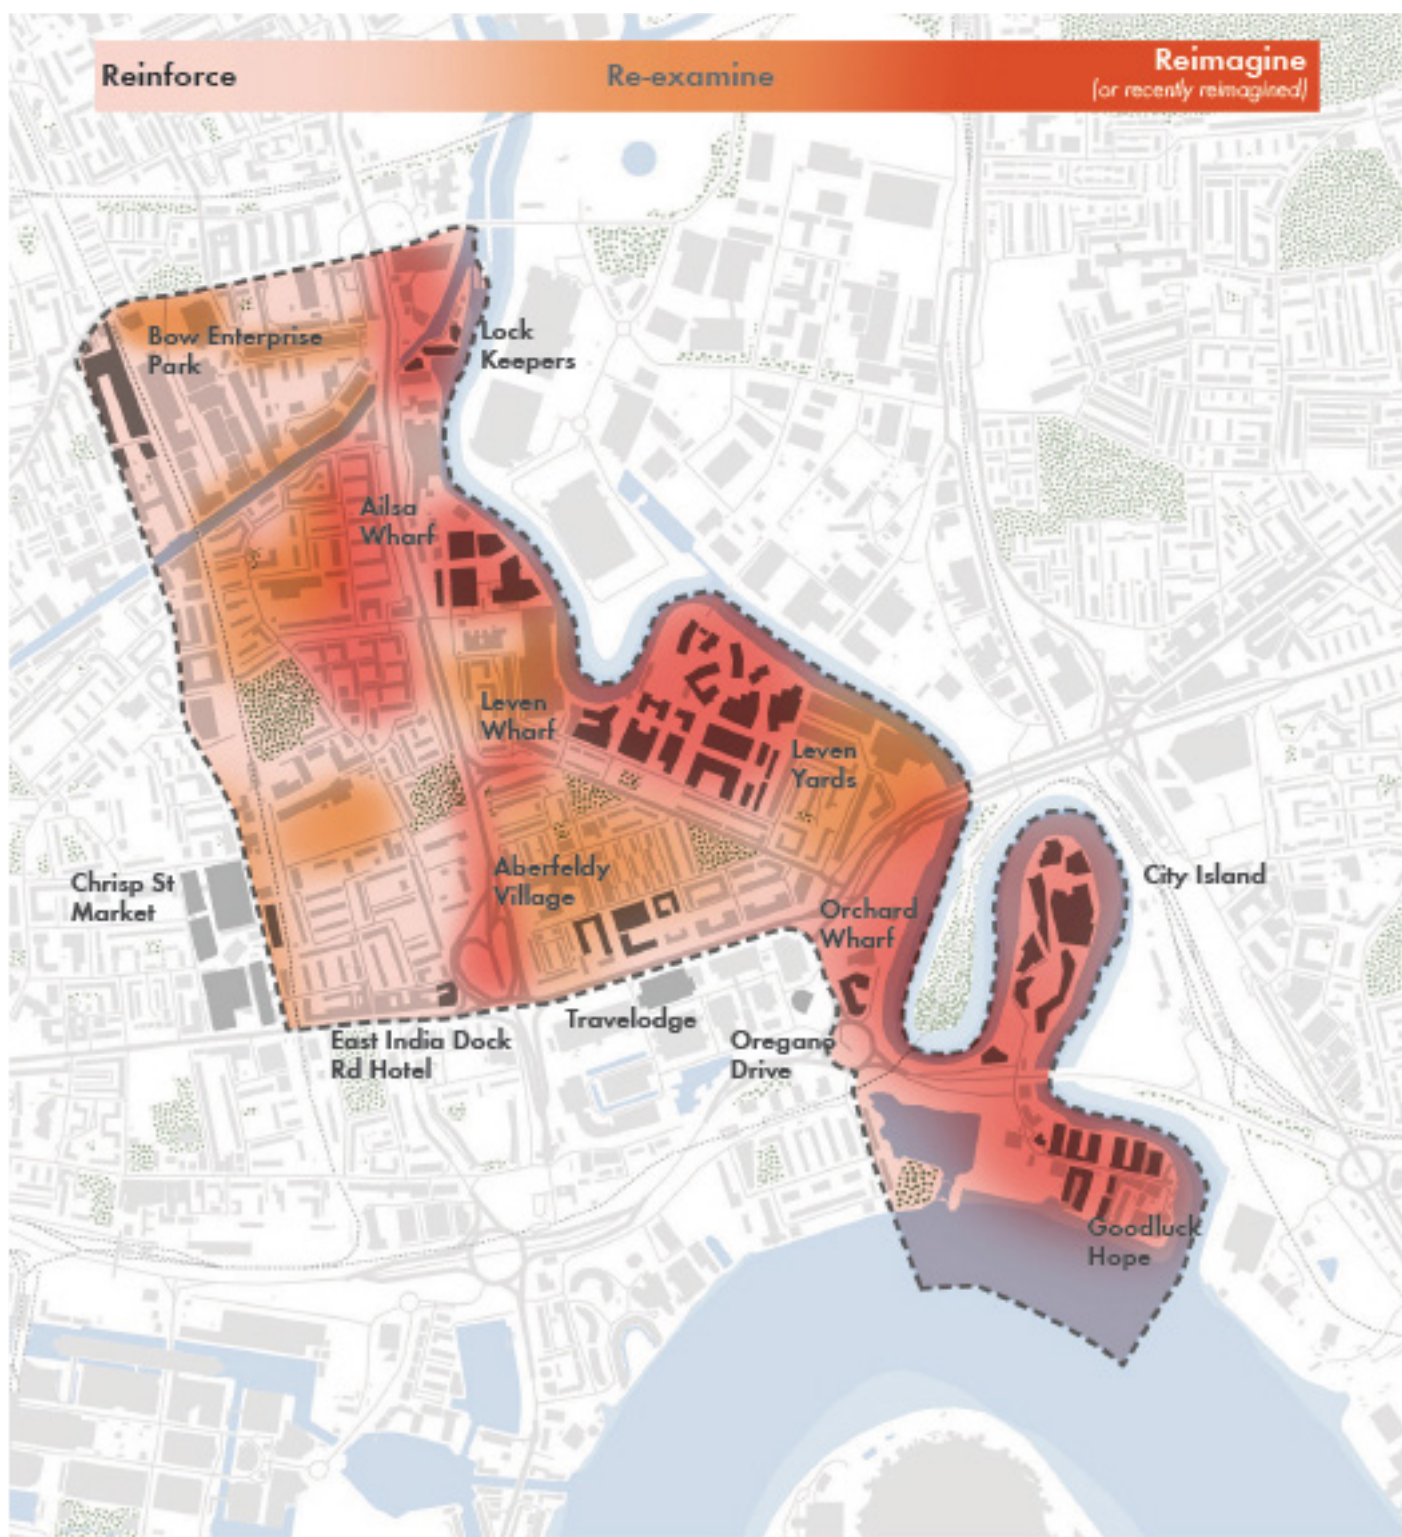 Reinforce
Re-examine
Reimagine
(or recently reimagined)
Bow Enterprise
Park
Lock
Keepers
Ailsa
Wharf
Leven
Wharf
Leven
Yards
Chrisp St
Market
Aberfeldy
Village
City Island
Orchard
Wharf
Travelodge
East India Dock
Rd Hotel
Oregano
Drive
Goodluck
Hope